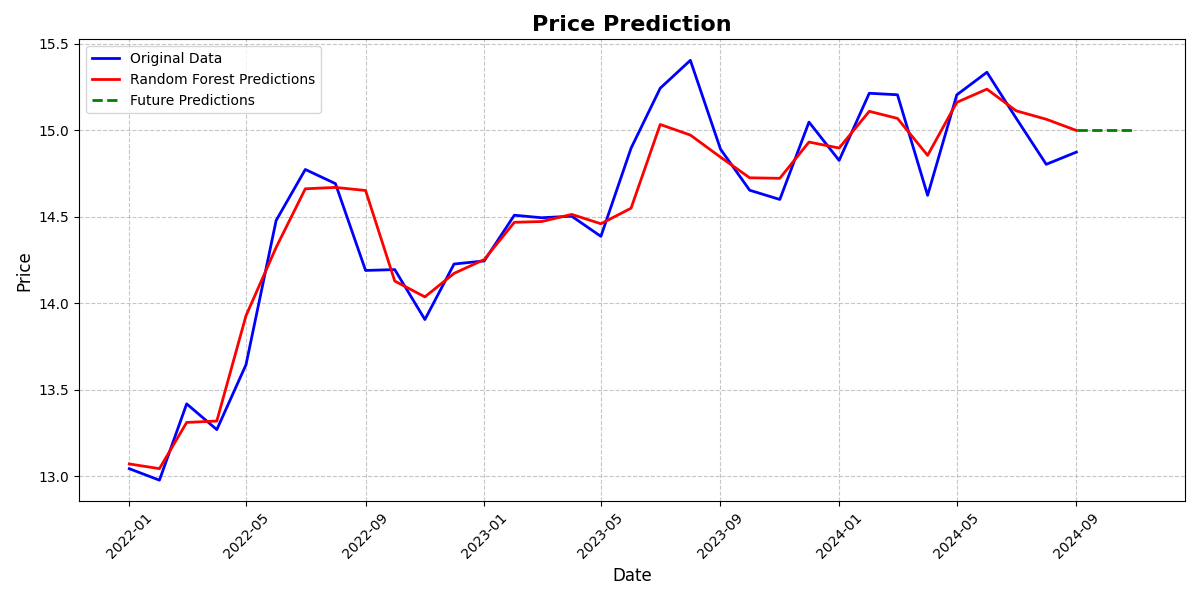 Price Prediction
Original Data
Random Forest Predictions
Future Predictions
Price
15.5
15.0
14.5
14.0
13.5
13.0
2022-01
2022-05
2022-09
2023-01
2023-05
2023-09
2024-01
2024-05
2024-09
Date